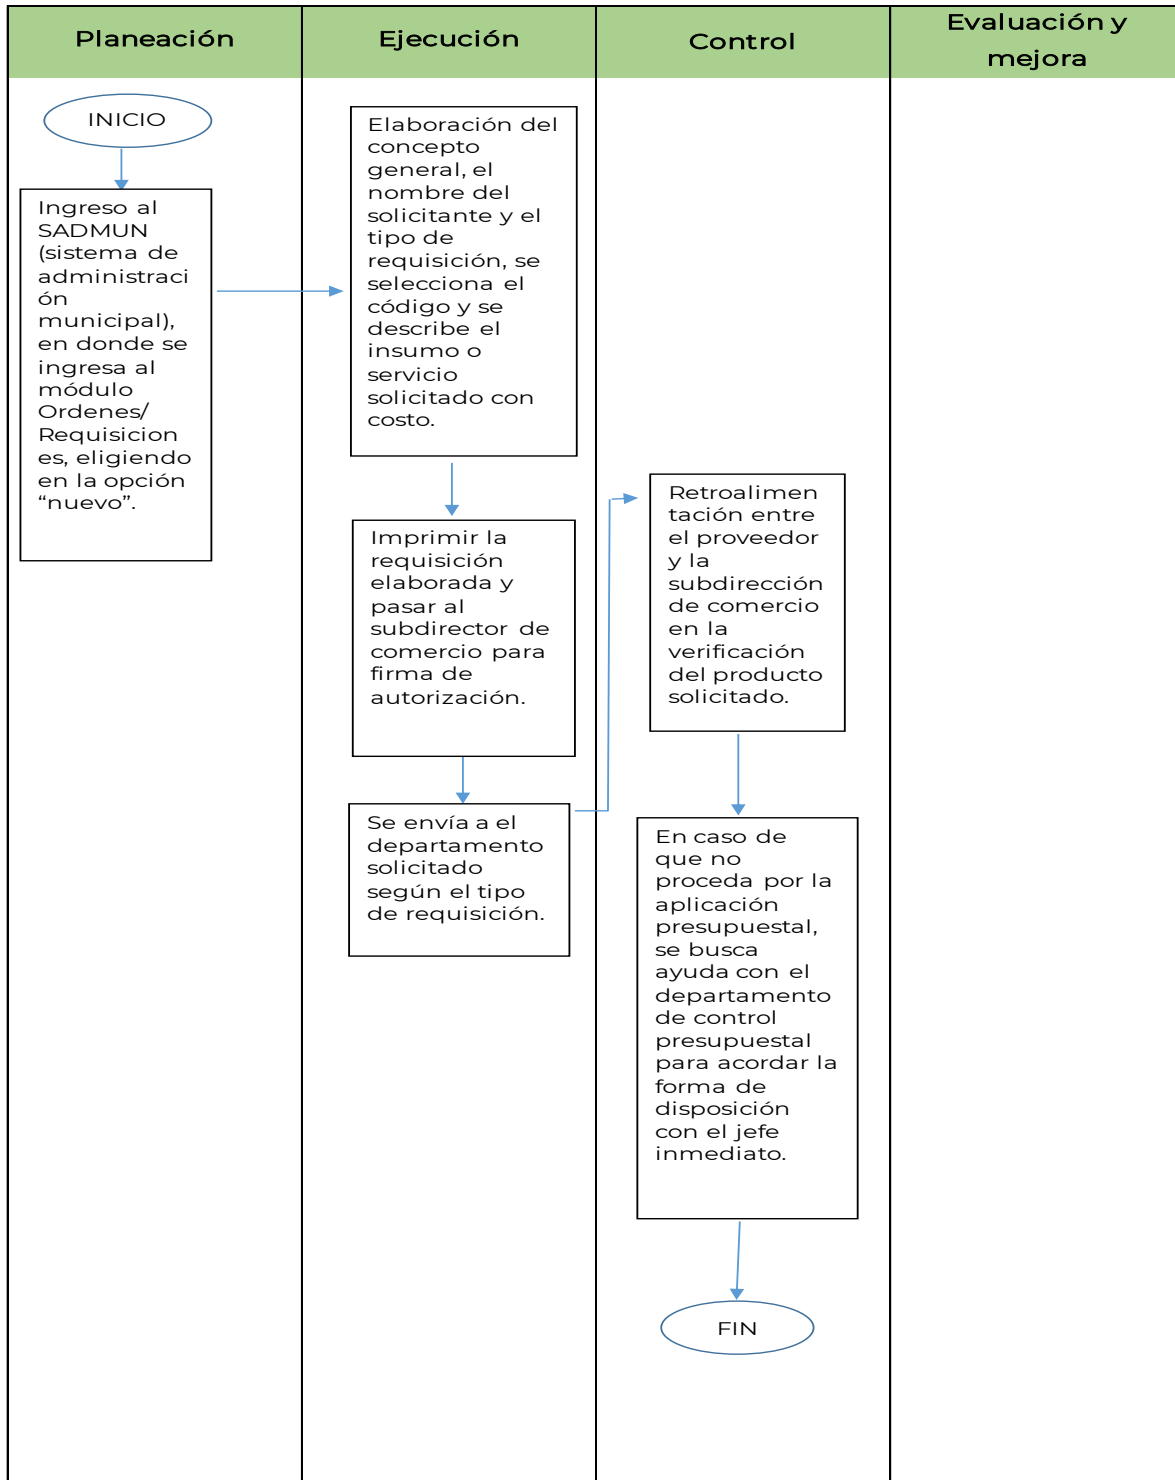 Planeación
Ejecución
Control
Evaluación y
mejora
INICIO
Ingreso al
SADMUN
(sistema de
administraci
ón
municipal),
en donde se
ingresa al
módulo
Ordenes/
Requisicion
es, eligiendo
en la opción
“nuevo”.
Elaboración del
concepto
general, el
nombre del
solicitante y el
tipo de
requisición, se
selecciona el
código y se
describe el
insumo o
servicio
solicitado con
costo.
Imprimir la
requisición
elaborada y
pasar al
subdirector de
comercio para
firma de
autorización.
Se envía a el
departamento
solicitado
según el tipo
de requisición.
Retroalimen
tación entre
el proveedor
y la
subdirección
de comercio
en la
verificación
del producto
solicitado.
En caso de
que no
proceda por la
aplicación
presupuestal,
se busca
ayuda con el
departamento
de control
presupuestal
para acordar la
forma de
disposición
con el jefe
inmediato.
FIN